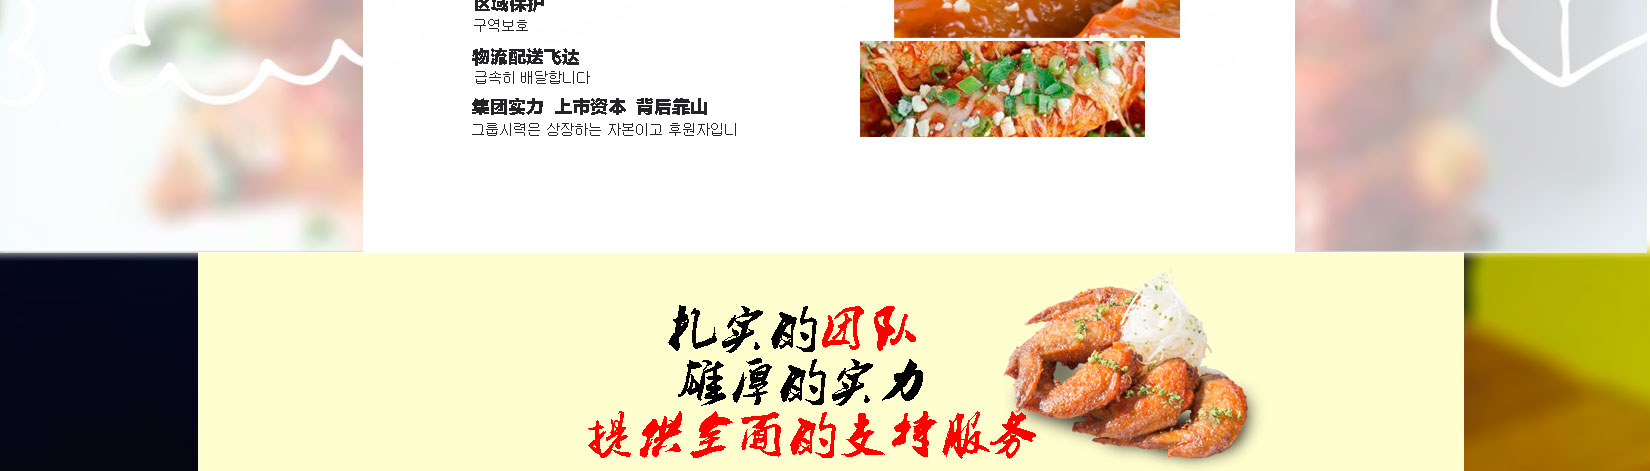 区域保护
구역보호
物流配送飞达
급속히 배달합니다
集团实力 上市资本 背后靠山
그룹시력은 상장하는 자본이고 후원자입니
扎实的团队
雄厚的实力
提供全面的支持服务